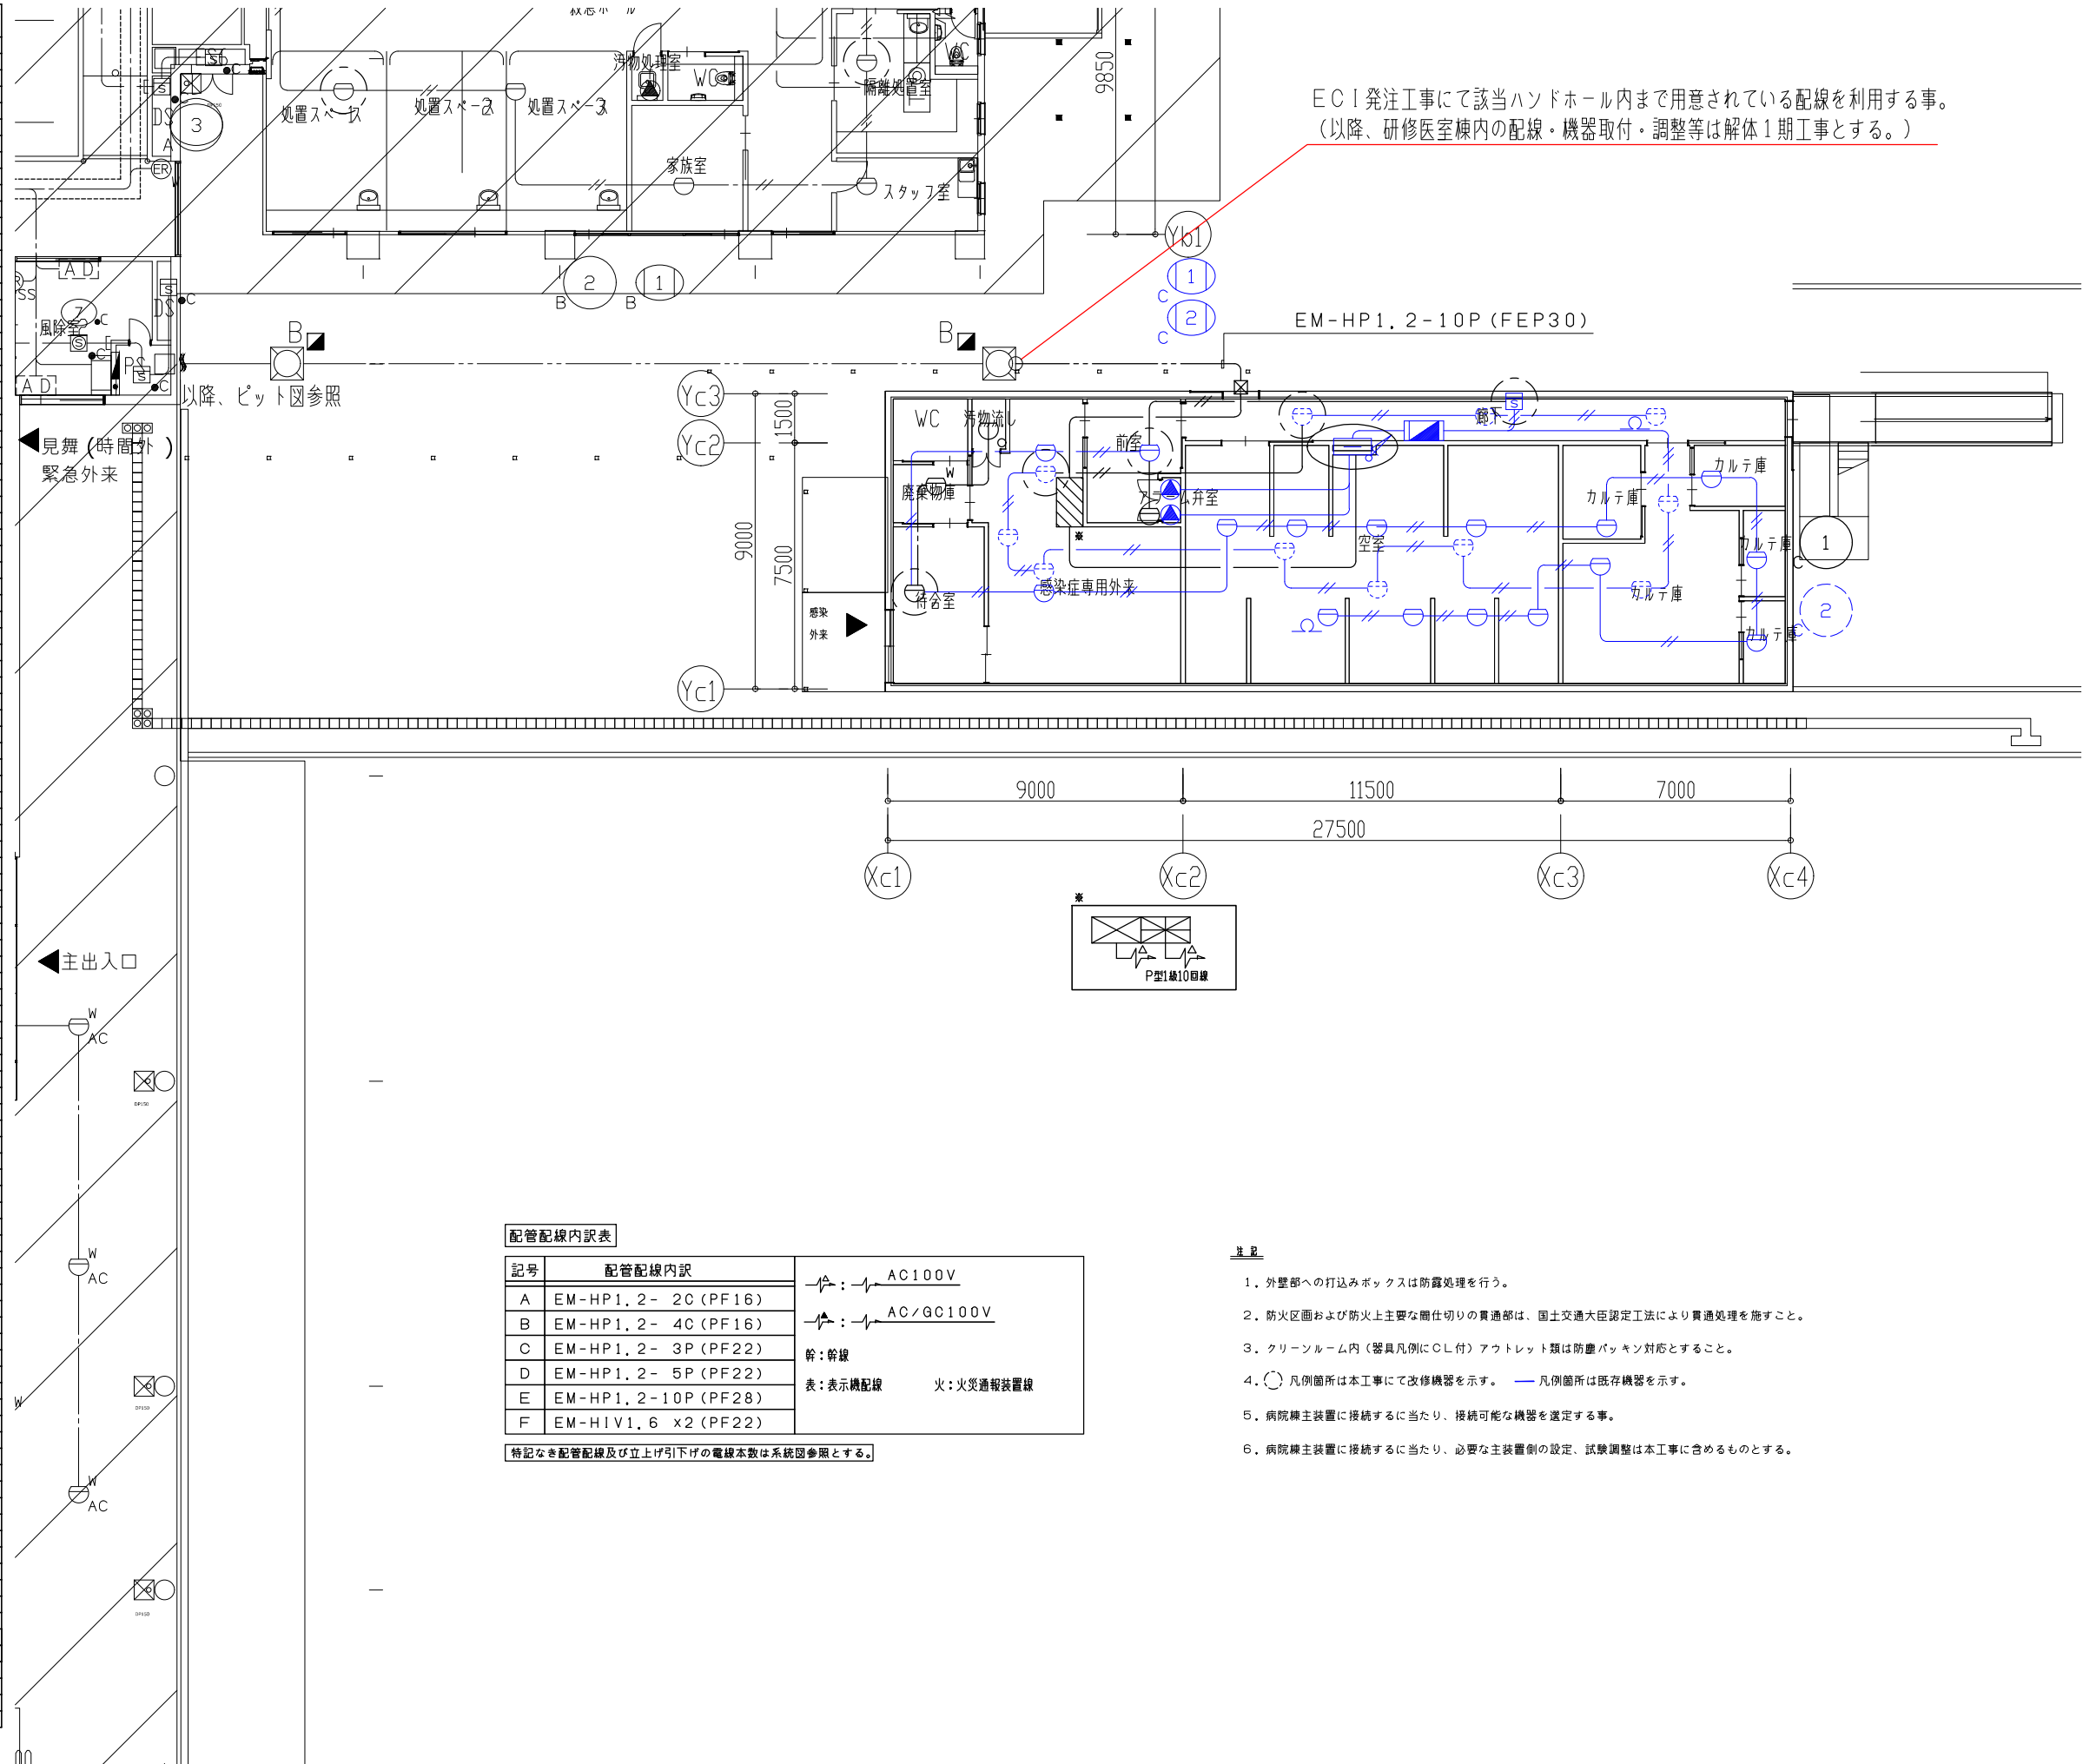 救急ホール
汚物処理室
WC
WC
隔離処置室
処置スペース1
処置スペース2
処置スペース3
家族室
スタッフ室
9850
ECI発注工事にて該当ハンドホール内まで用意されている配線を利用する事。
(以降、研修医室棟内の配線・機器取付・調整等は解体1期工事とする。)
S
C
S
3
DS
A
ER
W
Yb1
AD
SS
7
風除室
C
S
DS
C
S
C
PS
S
C
AD
2
B
1
B
1
C
2
C
EM-HP1.2-10P(FEP30)
B
B
以降、ピット図参照
見舞(時間外)
緊急外来
Yc3
Yc2
Yc1
1500
7500
9000
WC
汚物流し
前室
廊下
S
W
廃棄物庫
アラーム弁室
※
空室
カルテ庫
カルテ庫
カルテ庫
カルテ庫
カルテ庫
感染症専用外来
待合室
感染
外来
1
C
2
C
9000
11500
7000
27500
Xc1
Xc2
Xc3
Xc4
※
P型1級10回線
主出入口
W
AC
W
AC
W
AC
W
DP150
DP150
DP150
配管配線内訳表
記号 配管配線内訳
A EM-HP1.2- 2C(PF16)
B EM-HP1.2- 4C(PF16)
C EM-HP1.2- 3P(PF22)
D EM-HP1.2- 5P(PF22)
E EM-HP1.2-10P(PF28)
F EM-HIV1.6 x2(PF22)
: AC100V
: AC/GC100V
幹:幹線
表:表示機配線 火:火災通報装置線
特記なき配管配線及び立上げ引下げの電線本数は系統図参照とする。
注記
1. 外壁部への打込みボックスは防露処理を行う。
2. 防火区画および防火上主要な間仕切りの貫通部は、国土交通大臣認定工法により貫通処理を施すこと。
3. クリーンルーム内(器具凡例にCL付)アウトレット類は防塵パッキン対応とすること。
4. 凡例箇所は本工事にて改修機器を示す。 凡例箇所は既存機器を示す。
5. 病院棟主装置に接続するに当たり、接続可能な機器を選定する事。
6. 病院棟主装置に接続するに当たり、必要な主装置側の設定、試験調整は本工事に含めるものとする。